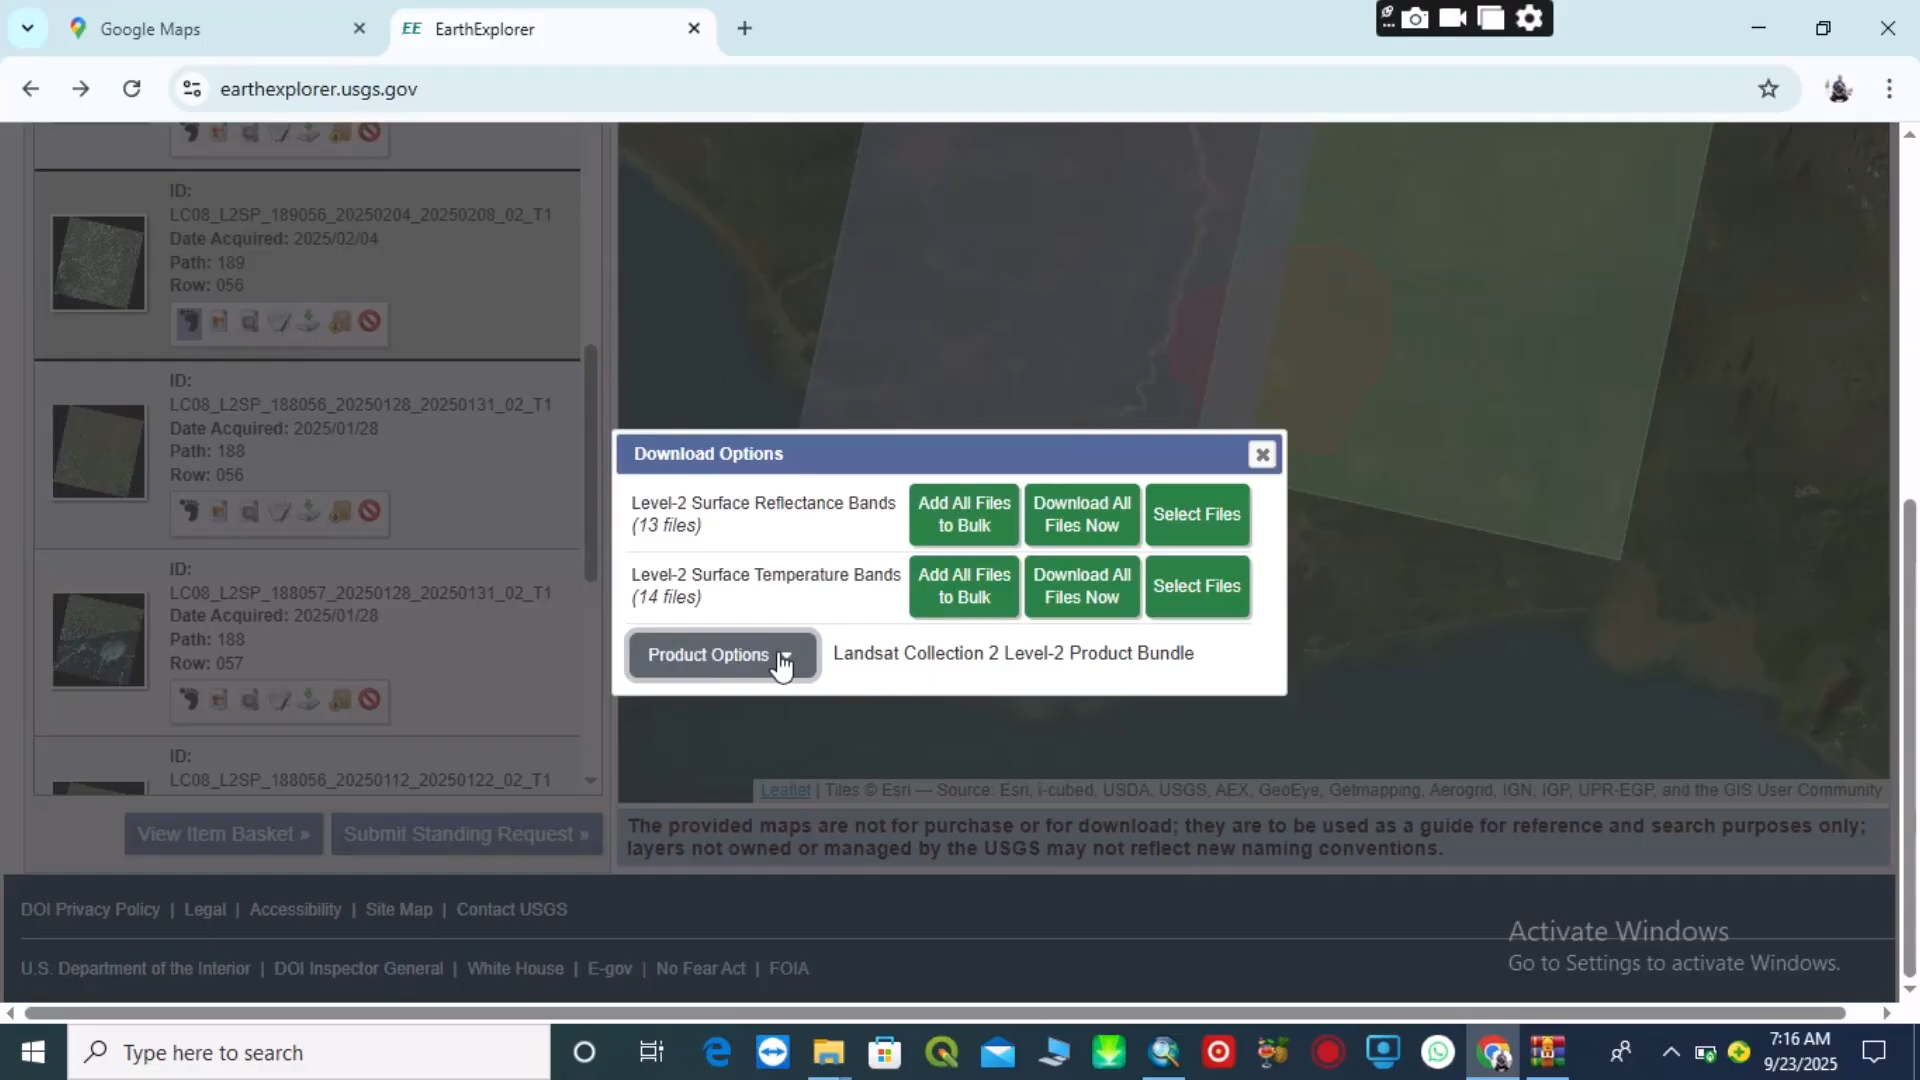 Google Maps
EE EarthExplorer
earthexplorer.usgs.gov
ID:
LC08_L2SP_189056_20250204_20250208_02_T1
Date Acquired: 2025/02/04
Path: 189
Row: 056
ID:
LC08_L2SP_188056_20250128_20250131_02_T1
Date Acquired: 2025/01/28
Path: 188
Row: 056
ID:
LC08_L2SP_188057_20250128_20250131_02_T1
Date Acquired: 2025/01/28
Path: 188
Row: 057
ID:
LC08_L2SP_188056_20250112_20250122_02_T1
View Item Basket »
Submit Standing Request »
Download Options
Level-2 Surface Reflectance Bands
(13 files)
Add All Files
to Bulk
Download All
Files Now
Select Files
Level-2 Surface Temperature Bands
(14 files)
Add All Files
to Bulk
Download All
Files Now
Select Files
Product Options
Landsat Collection 2 Level-2 Product Bundle
Leaflet | Tiles © Esri — Source: Esri, i-cubed, USDA, USGS, AEX, GeoEye, Getmapping, Aerogrid, IGN, IGP, UPR-EGP, and the GIS User Community
The provided maps are not for purchase or for download; they are to be used as a guide for reference and search purposes only;
layers not owned or managed by the USGS may not reflect new naming conventions.
DOI Privacy Policy | Legal | Accessibility | Site Map | Contact USGS
U.S. Department of the Interior | DOI Inspector General | White House | E-gov | No Fear Act | FOIA
Activate Windows
Go to Settings to activate Windows.
Type here to search
7:16 AM
9/23/2025